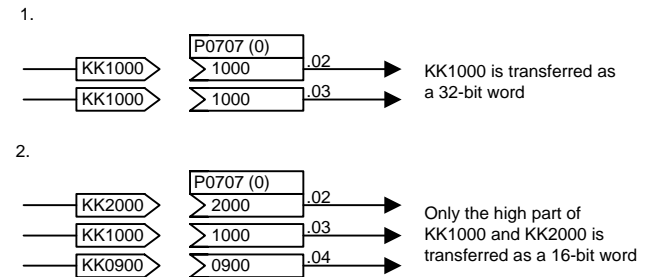 1.
P0707 (0)
KK1000 1000 .02
KK1000 1000 .03
KK1000 is transferred as
a 32-bit word
2.
P0707 (0)
KK2000 2000 .02
KK1000 1000 .03
KK0900 0900 .04
Only the high part of
KK1000 and KK2000 is
transferred as a 16-bit word